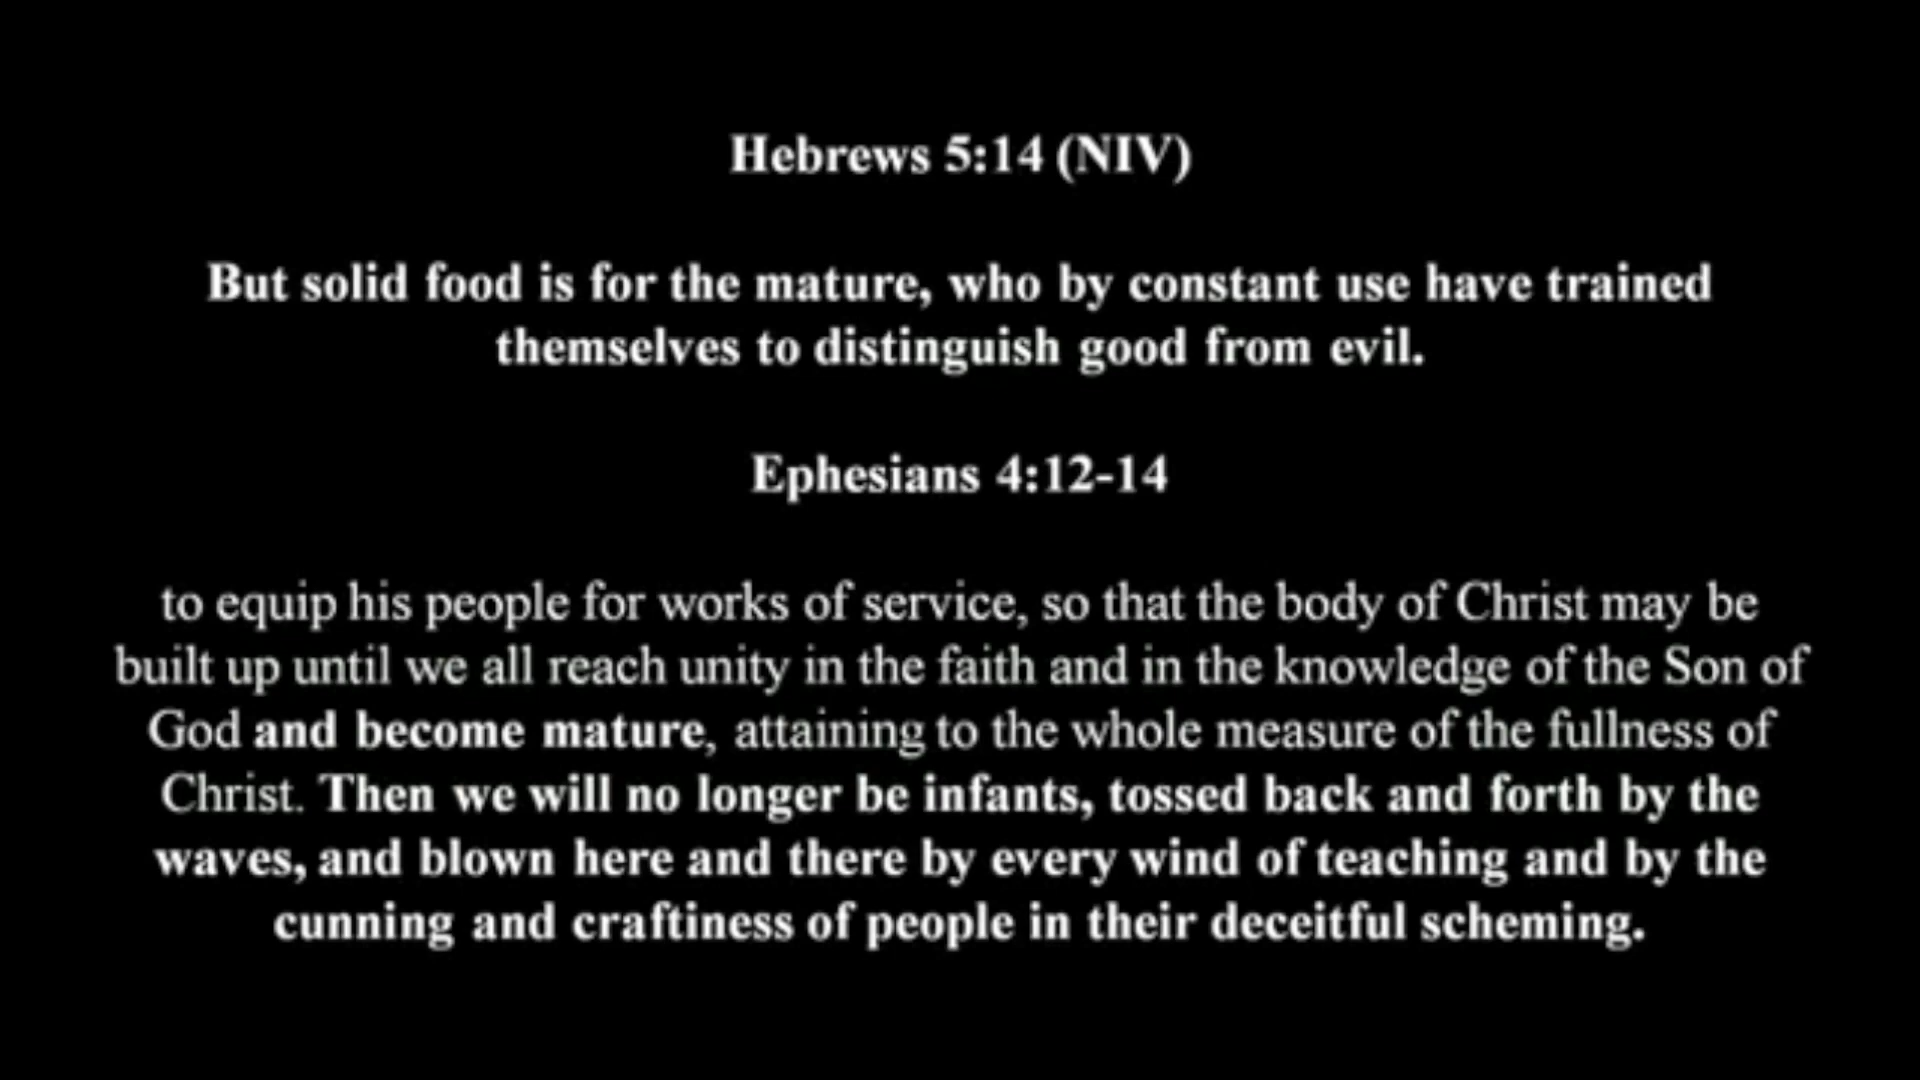 Hebrews 5:14 (NIV)
But solid food is for the mature, who by constant use have trained
themselves to distinguish good from evil.
Ephesians 4:12-14
to equip his people for works of service, so that the body of Christ may be
built up until we all reach unity in the faith and in the knowledge of the Son of
God and become mature, attaining to the whole measure of the fullness of
Christ. Then we will no longer be infants, tossed back and forth by the
waves, and blown here and there by every wind of teaching and by the
cunning and craftiness of people in their deceitful scheming.